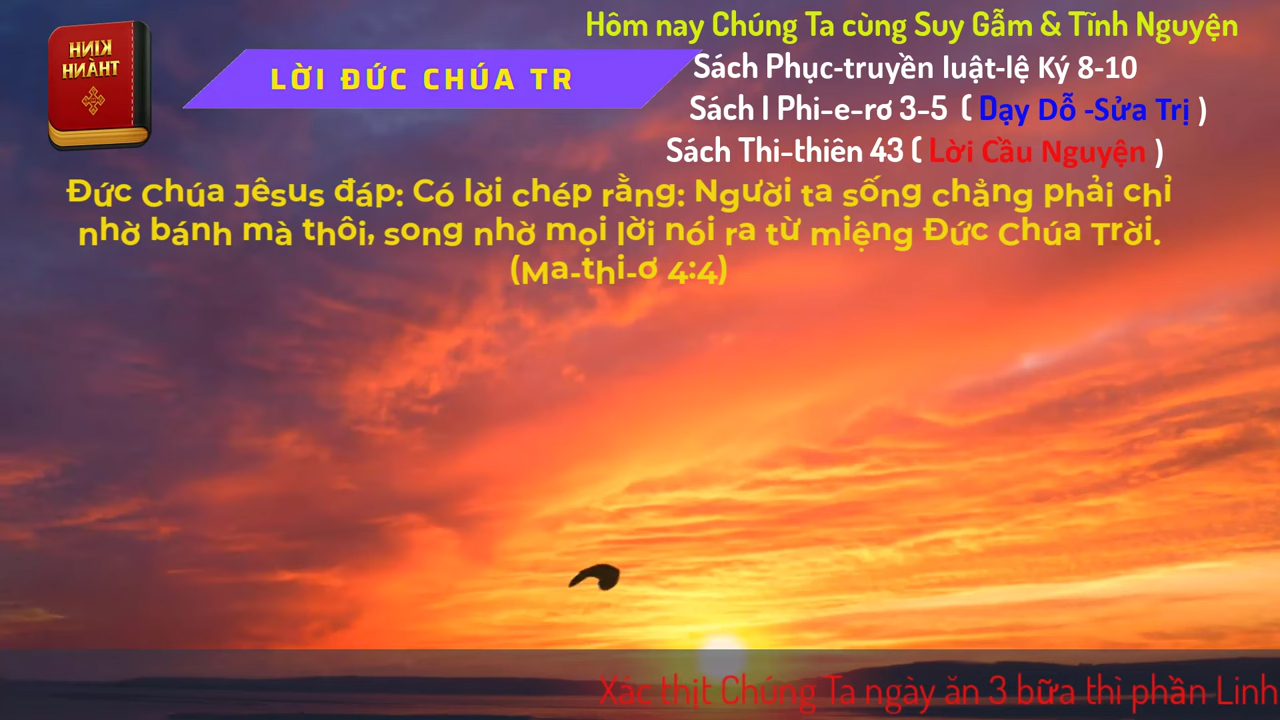 KINH
THÀNH
LỜI ĐỨC CHÚA TR
Hôm nay Chúng Ta cùng Suy Gẫm & Tĩnh Nguyện
Sách Phục-truyền luật-lệ Ký 8-10
Sách I Phi-e-rơ 3-5 ( Dạy Dỗ -Sửa Trị )
Sách Thi-thiên 43 ( Lời Cầu Nguyện )
Đức Chúa Jêsus đáp: Có lời chép rằng: Người ta sống chẳng phải chỉ
nhờ bánh mà thôi, song nhờ mọi lời nói ra từ miệng Đức Chúa Trời.
(Ma-thi-ơ 4:4)
Xác thịt Chúng Ta ngày ăn 3 bữa thì phần Linh